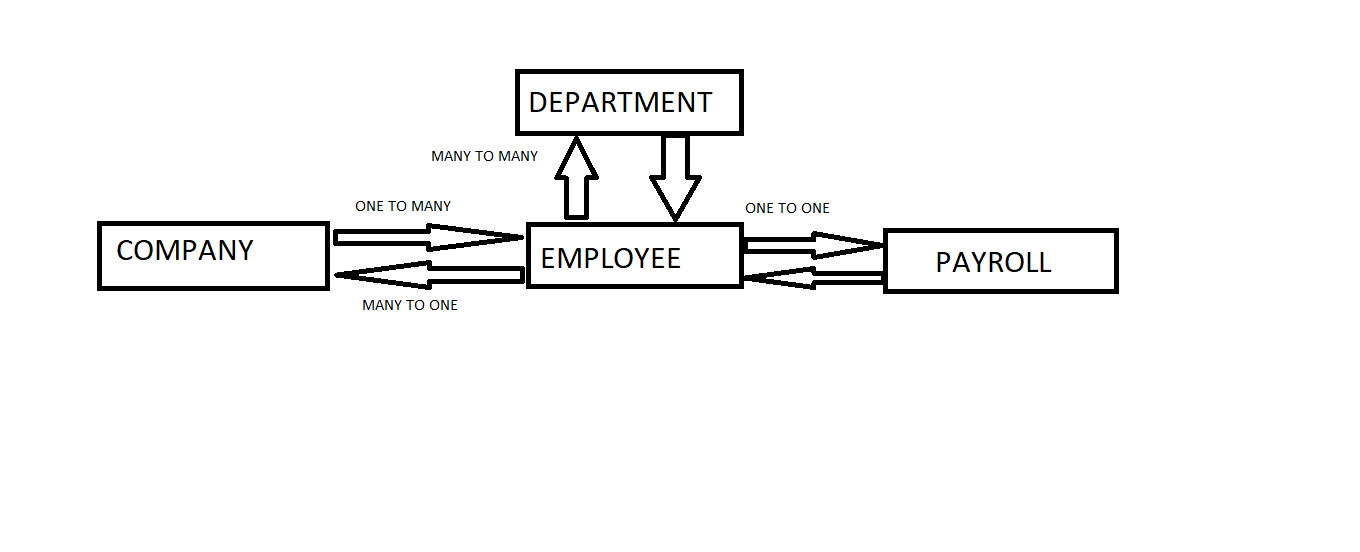 DEPARTMENT
MANY TO MANY
ONE TO MANY
ONE TO ONE
COMPANY
EMPLOYEE
PAYROLL
MANY TO ONE